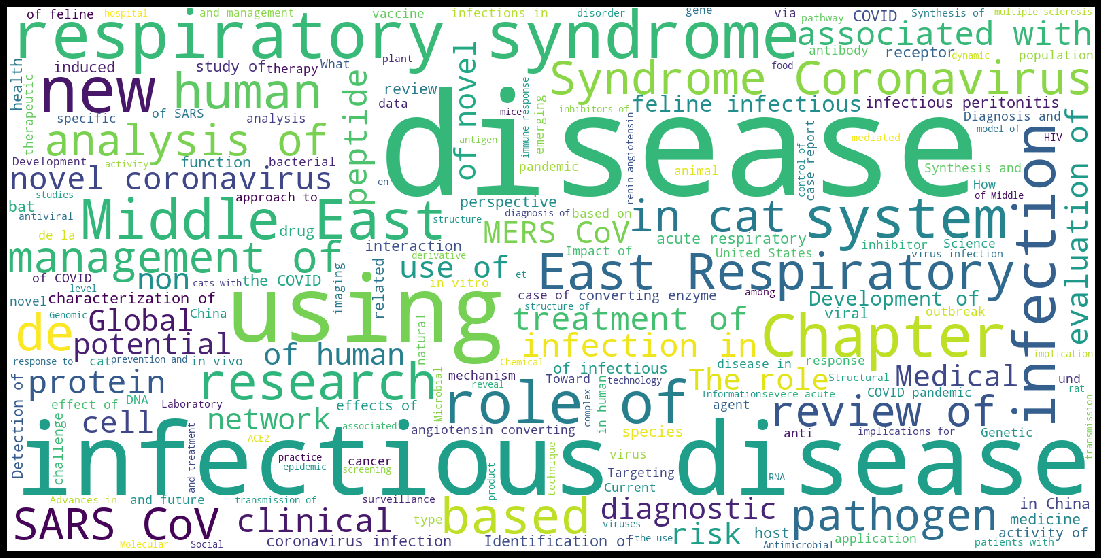 of feline
hospital
and management
vaccine
infections in
disorder
gene
via
COVID
pathway
Synthesis of
multiple sclerosis
respiratory syndrome
associated with
antibody
population
health
induced
study of
therapy
What
plant
food
receptor
dynamic
new
human
peptide
review
data
of novel
Syndrome Coronavirus
therapeutic
specific
of SARS
analysis
mice
immune response
emerging
inhibitors of
feline infectious
infectious peritonitis
Diagnosis and
model of
HIV
analysis of
disease
antigen
pandemic
renin angiotensin
animal
control of
case report
mediated
Synthesis and
How
of Middle
Development
activity
function
bacterial
novel coronavirus
approach to
en
perspective
studies
bat
antiviral
Middle East
drug
structure
diagnosis of
based on
in cat
system
infection
evaluation of
de la
interaction
MERS CoV
acute respiratory
Impact of
United States
inhibitor
Science
virus infection
management of
derivative
of COVID
level
non
cats with
the COVID
imaging
related
use of
et
in vitro
East Respiratory
among
novel
characterization of
China
case of
converting enzyme
structure of
Development of
viral
outbreak
Genomic
de
Global
potential
using
natural
treatment of
Chapter
response to
cat
prevention and
in vivo
of human
Chemical
reveal
infection in
implication
protein
research
mechanism
Toward
technology
of infectious
disease in
response
Structural
und
rat
Detection of
effect of
DNA
Laboratory
effects of
Microbial
role of
complex
in human
The role
Information
severe acute
COVID pandemic
Medical
challenge
cell
network
associated
angiotensin converting
species
agent
anti
implications for
review of
Genetic
transmission
ACE2
and treatment
practice
epidemic
cancer
screening
infectious disease
product
technique
virus
Targeting
Current
RNA
Advances in
and future
transmission of
surveillance
SARS CoV
clinical
type
based
viruses
the use
diagnostic
risk
host
pathogen
in China
medicine
activity of
Molecular
Social
coronavirus infection
Identification of
application
Antimicrobial
patients with